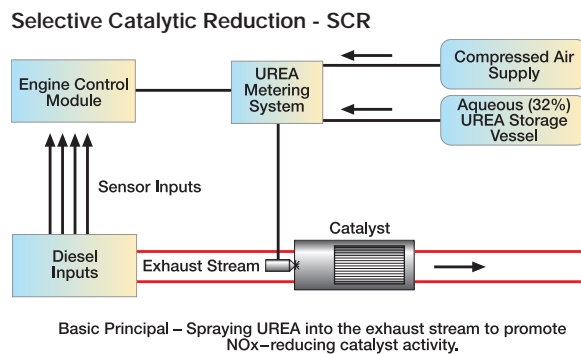 Selective Catalytic Reduction - SCR
Engine Control
Module
UREA
Metering
System
Compressed Air
Supply
Aqueous (32%)
UREA Storage
Vessel
Sensor Inputs
Diesel
Inputs
Exhaust Stream
Catalyst
Basic Principal – Spraying UREA into the exhaust stream to promote
NOx–reducing catalyst activity.